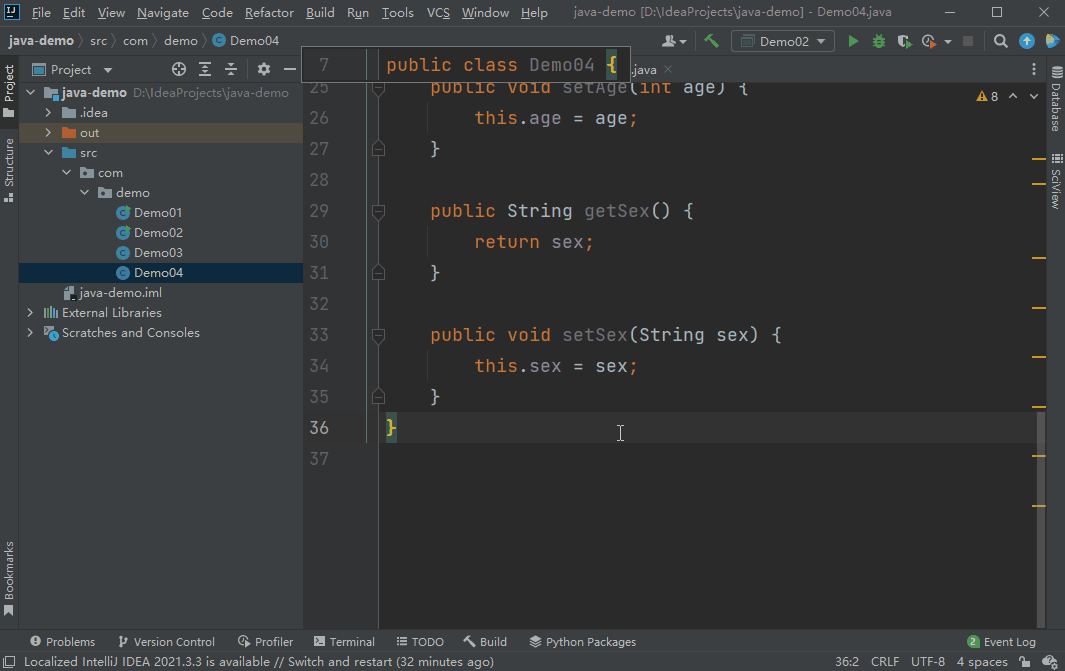 File Edit View Navigate Code Refactor Build Run Tools VCS Window Help java-demo [D:\IdeaProjects\java-demo] - Demo04.java
java-demo src com demo Demo04 Demo02
Project
7 public class Demo04 {
.java
java-demo D:\IdeaProjects\java-demo
.idea
out
src
com
demo
Demo01
Demo02
Demo03
Demo04
java-demo.iml
External Libraries
Scratches and Consoles
8
25 public void setAge(int age) {
26 this.age = age;
27 }
28
29 public String getSex() {
30 return sex;
31 }
32
33 public void setSex(String sex) {
34 this.sex = sex;
35 }
36 }
37
Project
Structure
Bookmarks
Database
SciView
Problems Version Control Profiler Terminal TODO Build Python Packages 2 Event Log
Localized IntelliJ IDEA 2021.3.3 is available // Switch and restart (32 minutes ago) 36:2 CRLF UTF-8 4 spaces